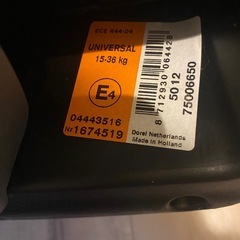 ECE R44-04
UNIVERSAL
15-36 kg
E4
04443516
Nr1674519
8 712930 064428
5012
75006650
Dorel Netherlands
Made in Holland